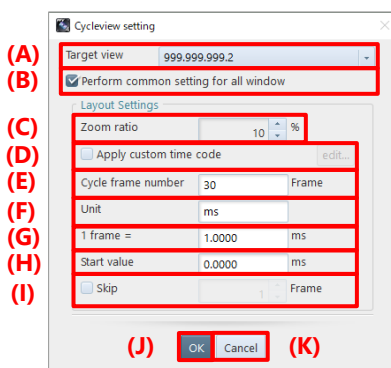 Cycleview setting
(A) Target view 999.999.999.2
(B) Perform common setting for all window
Layout Settings
(C) Zoom ratio 10 %
(D) Apply custom time code edit...
(E) Cycle frame number 30 Frame
(F) Unit ms
(G) 1 frame = 1.0000 ms
(H) Start value 0.0000 ms
(I) Skip 1 Frame
(J) OK Cancel (K)